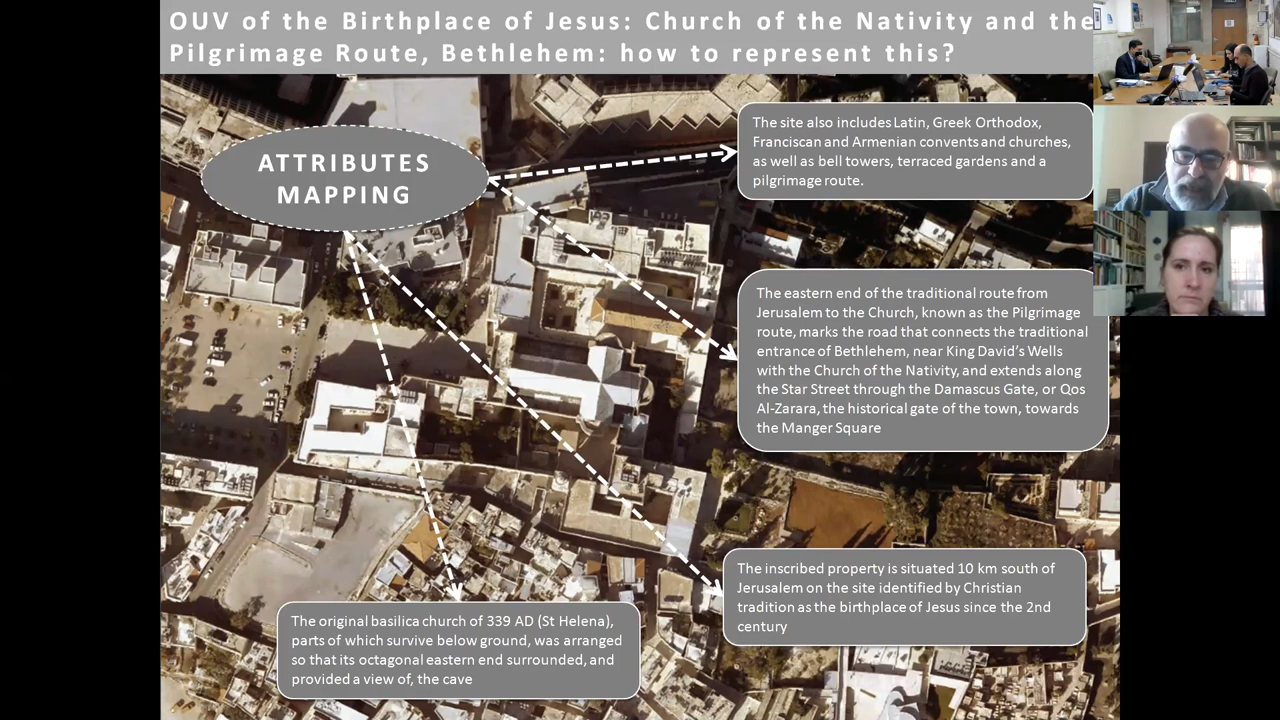 OUV of the Birthplace of Jesus: Church of the Nativity and the
Pilgrimage Route, Bethlehem: how to represent this?
ATTRIBUTES
MAPPING
The site also includes Latin, Greek Orthodox,
Franciscan and Armenian convents and churches,
as well as bell towers, terraced gardens and a
pilgrimage route.
The eastern end of the traditional route from
Jerusalem to the Church, known as the Pilgrimage
route, marks the road that connects the traditional
entrance of Bethlehem, near King David's Wells
with the Church of the Nativity, and extends along
the Star Street through the Damascus Gate, or Qos
Al-Zarara, the historical gate of the town, towards
the Manger Square
The inscribed property is situated 10 km south of
Jerusalem on the site identified by Christian
tradition as the birthplace of Jesus since the 2nd
century
The original basilica church of 339 AD (St Helena),
parts of which survive below ground, was arranged
so that its octagonal eastern end surrounded, and
provided a view of, the cave